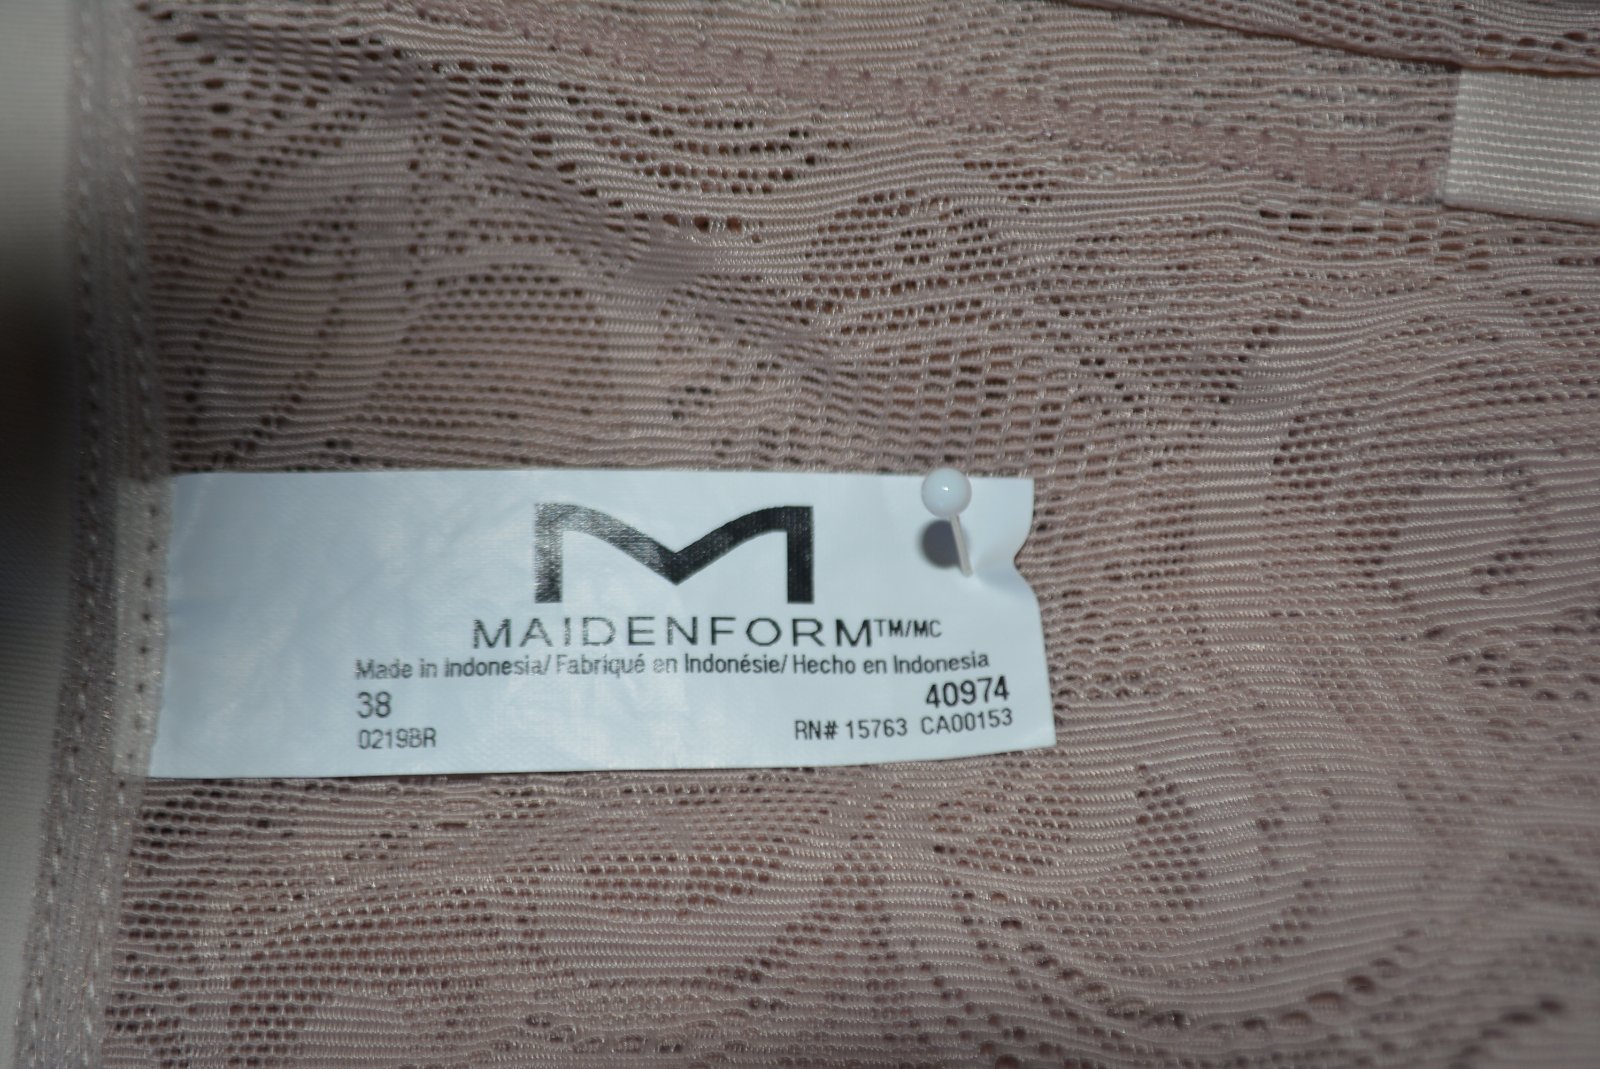 M
MAIDENFORM™/MC
Made in Indonesia/ Fabriqué en Indonésie/ Hecho en Indonesia
38 40974
0219BR RN# 15763 CA00153